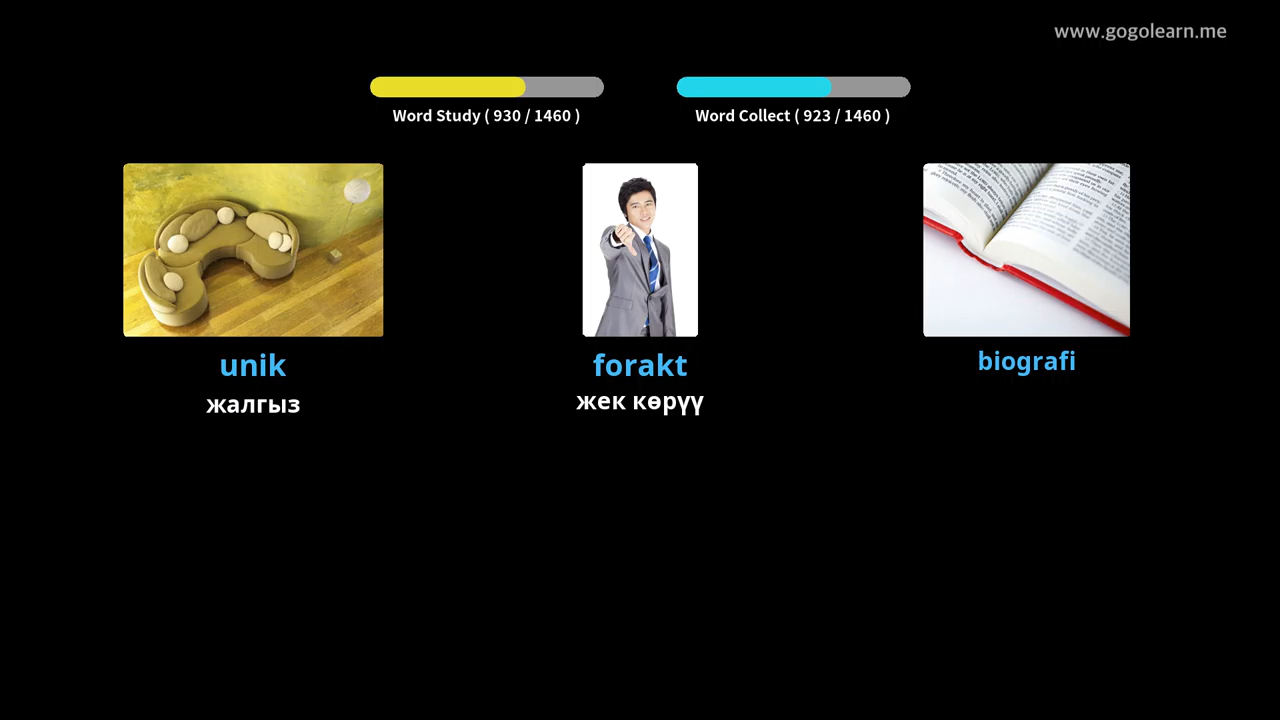 www.gogolearn.me
Word Study ( 930 / 1460 )
Word Collect ( 923 / 1460 )
unik
жалгыз
forakt
жек көрүү
biografi